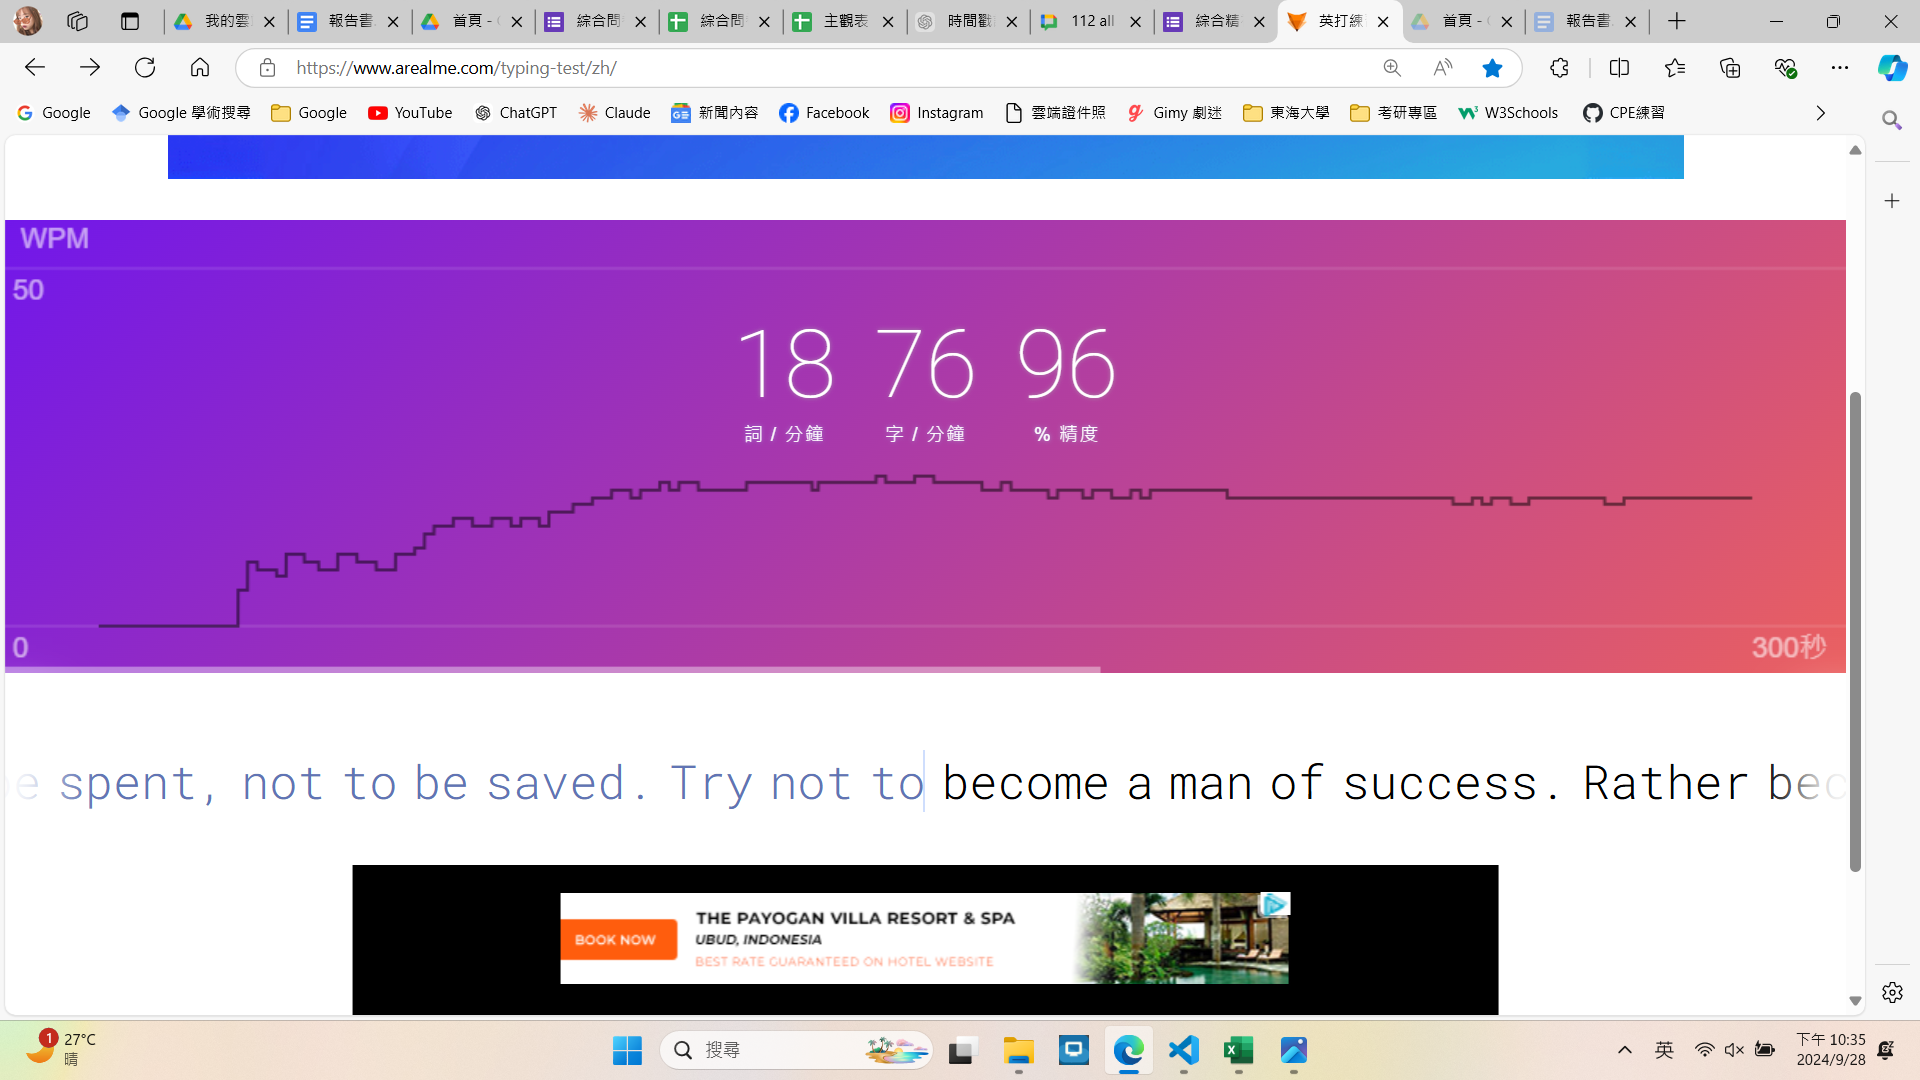 我的雲
報告書
首頁 -
綜合問
綜合問
主觀表
時間戳
112 all
綜合精
英打練
首頁 -
報告書
https://www.arealme.com/typing-test/zh/
Google
Google 學術搜尋
Google
YouTube
ChatGPT
Claude
新聞內容
Facebook
Instagram
雲端證件照
Gimy 劇迷
東海大學
考研專區
W3Schools
CPE練習
WPM
50
18 76 96
詞 / 分鐘 字 / 分鐘 % 精度
0 300秒
be spent, not to be saved. Try not to become a man of success. Rather bec
THE PAYOGAN VILLA RESORT & SPA
BOOK NOW
UBUD, INDONESIA
BEST RATE GUARANTEED ON HOTEL WEBSITE
1
27°C
晴
搜尋
英
下午 10:35
2024/9/28